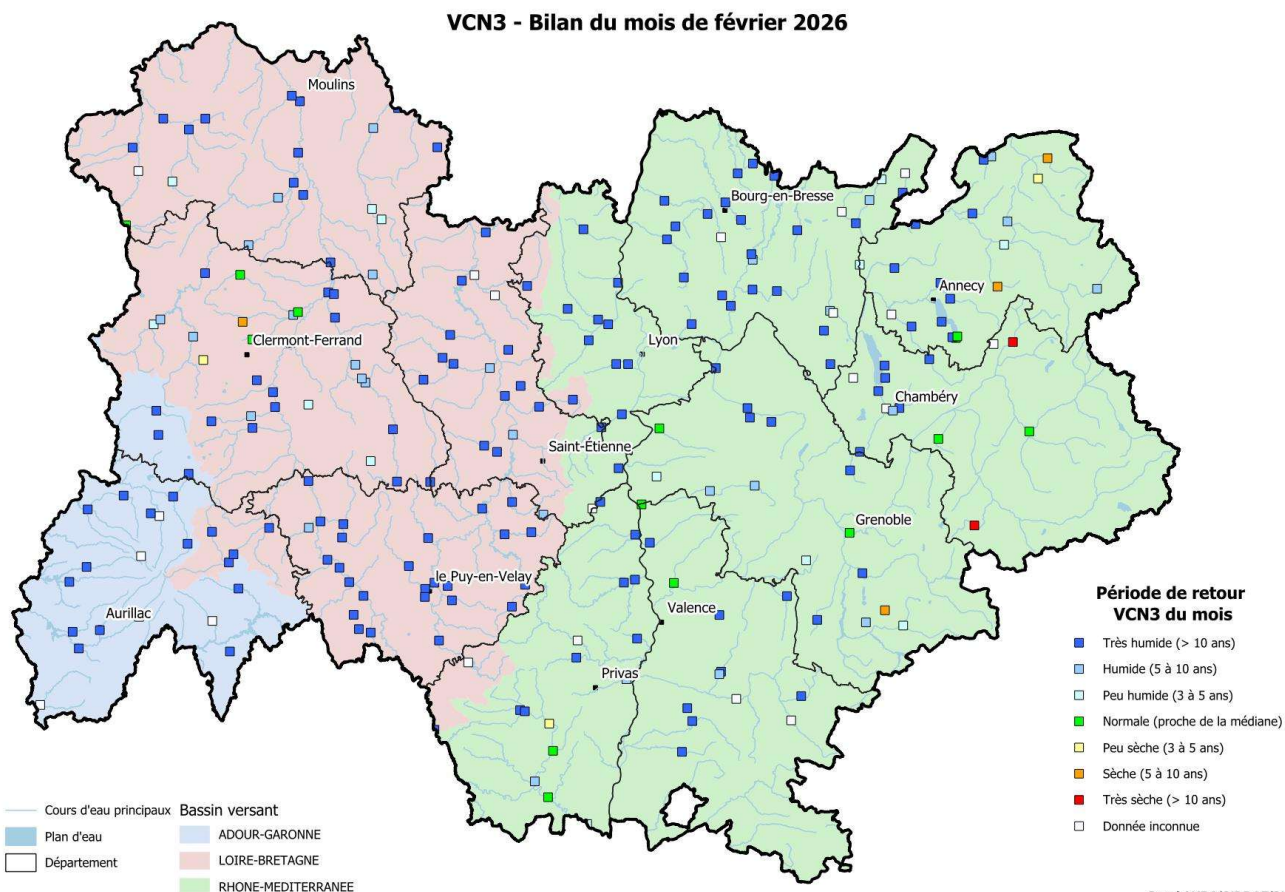 VCN3 - Bilan du mois de février 2026
Moulins
Bourg-en-Bresse
Annecy
Clermont-Ferrand
Lyon
Chambéry
Saint-Étienne
Grenoble
le Puy-en-Velay
Aurillac
Valence
Privas
Période de retour
VCN3 du mois
Très humide (> 10 ans)
Humide (5 à 10 ans)
Peu humide (3 à 5 ans)
Normale (proche de la médiane)
Peu sèche (3 à 5 ans)
Sèche (5 à 10 ans)
Très sèche (> 10 ans)
Donnée inconnue
Cours d'eau principaux
Plan d'eau
Département
Bassin versant
ADOUR-GARONNE
LOIRE-BRETAGNE
RHONE-MEDITERRANEE